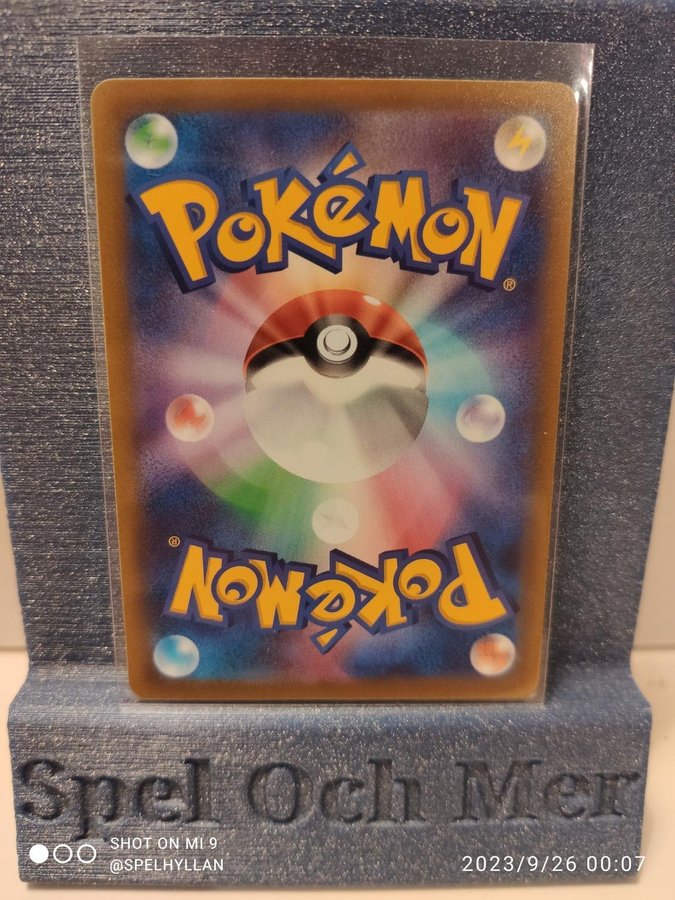 POKéMON
®
®
POKéMON
Spel Och Mer
SHOT ON MI 9
@SPELHYLLAN
2023/9/26 00:07